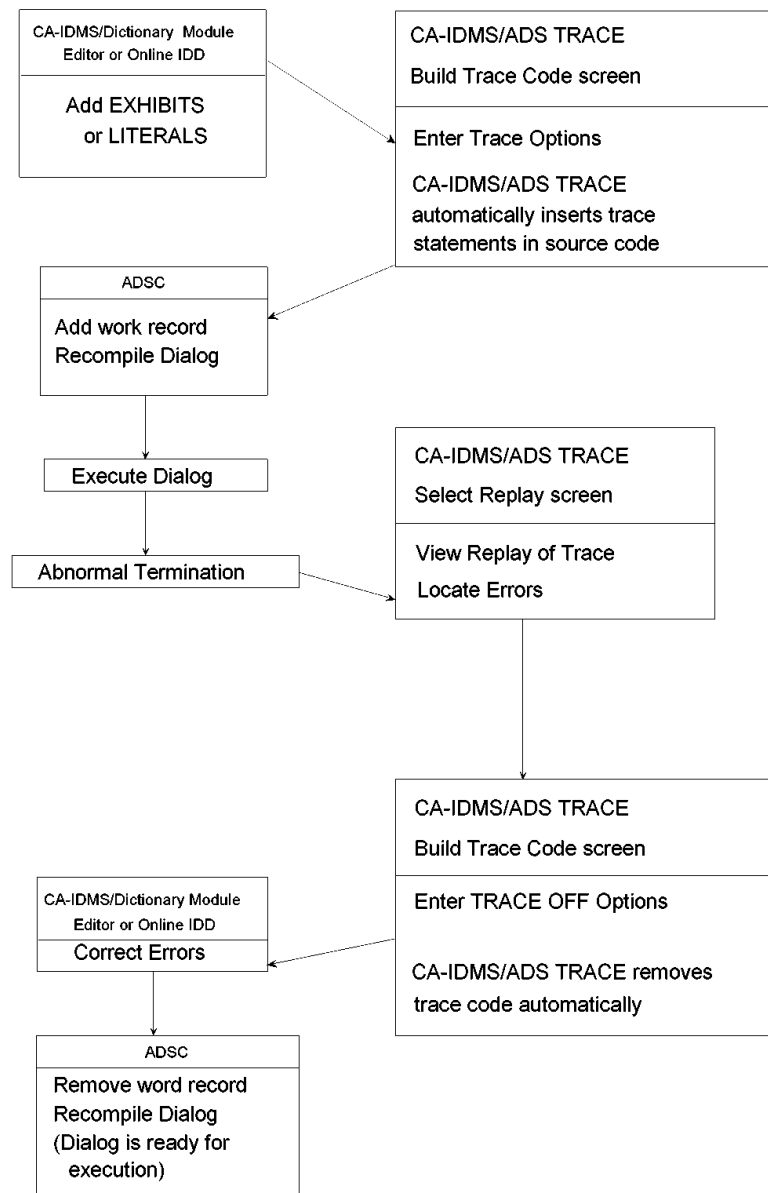 CA-IDMS/Dictionary Module
Editor or Online IDD
Add EXHIBITS
or LITERALS
CA-IDMS/ADS TRACE
Build Trace Code screen
Enter Trace Options
CA-IDMS/ADS TRACE
automatically inserts trace
statements in source code
ADSC
Add work record
Recompile Dialog
Execute Dialog
Abnormal Termination
CA-IDMS/ADS TRACE
Select Replay screen
View Replay of Trace
Locate Errors
CA-IDMS/ADS TRACE
Build Trace Code screen
Enter TRACE OFF Options
CA-IDMS/ADS TRACE removes
trace code automatically
CA-IDMS/Dictionary Module
Editor or Online IDD
Correct Errors
ADSC
Remove word record
Recompile Dialog
(Dialog is ready for
execution)